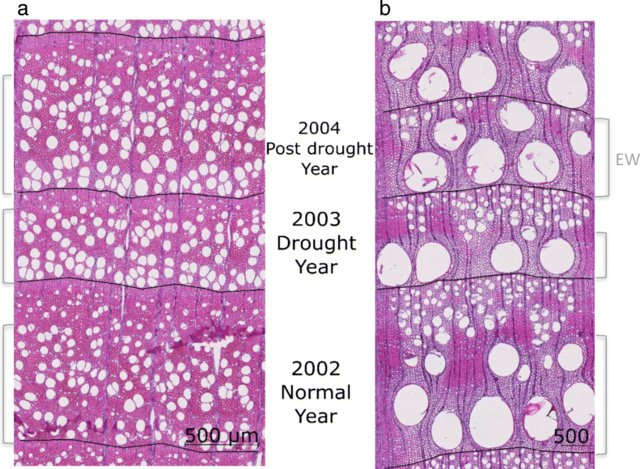 a
b
2004
Post drought
Year
EW
2003
Drought
Year
2002
Normal
Year
500 µm
500